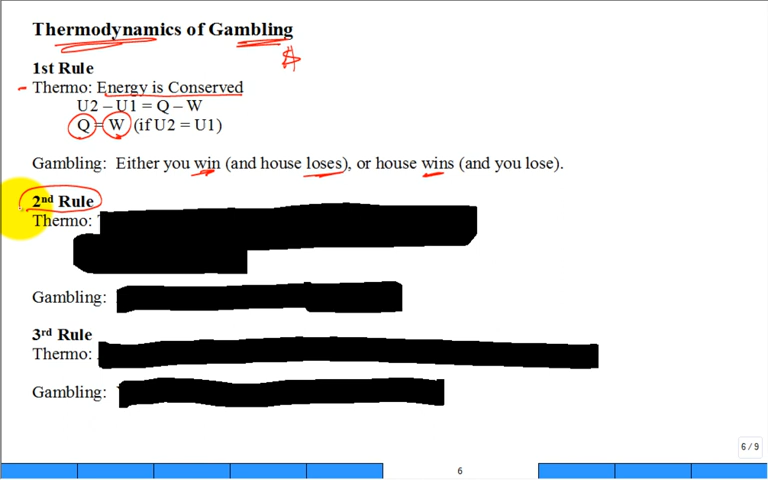 Thermodynamics of Gambling
$
1st Rule
Thermo: Energy is Conserved
U2 – U1 = Q – W
Q = W (if U2 = U1)
Gambling: Either you win (and house loses), or house wins (and you lose).
2nd Rule
Thermo:
Gambling:
3rd Rule
Thermo:
Gambling:
6 / 9
6